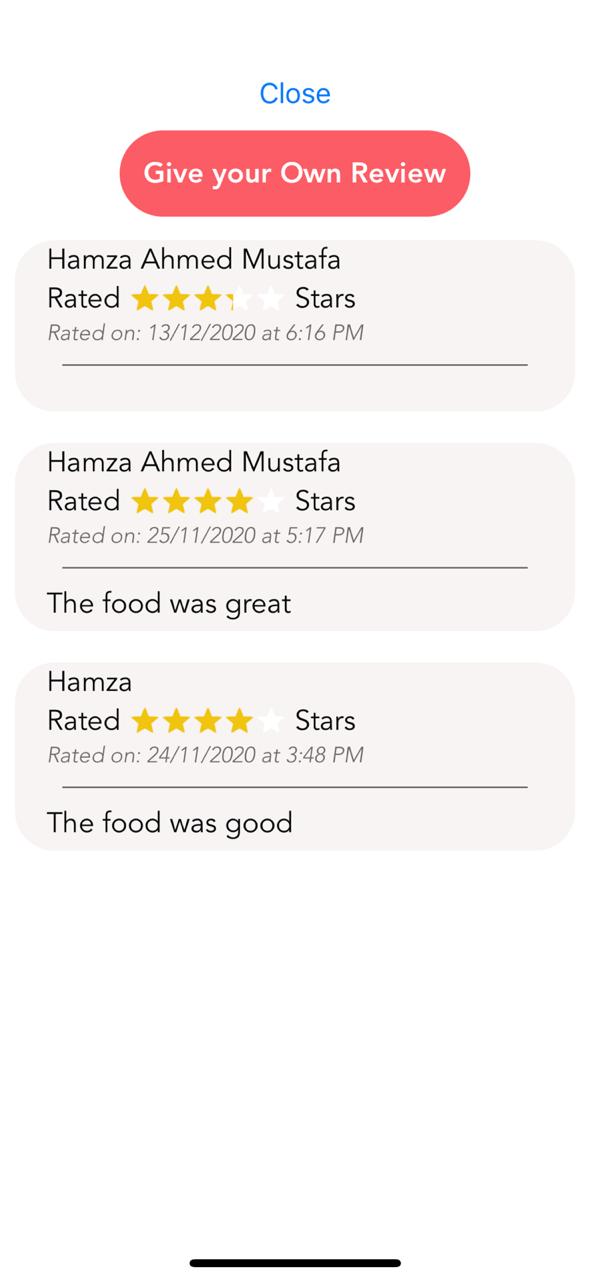 Close
Give your Own Review
Hamza Ahmed Mustafa
Rated Stars
Rated on: 13/12/2020 at 6:16 PM
Hamza Ahmed Mustafa
Rated Stars
Rated on: 25/11/2020 at 5:17 PM
The food was great
Hamza
Rated Stars
Rated on: 24/11/2020 at 3:48 PM
The food was good